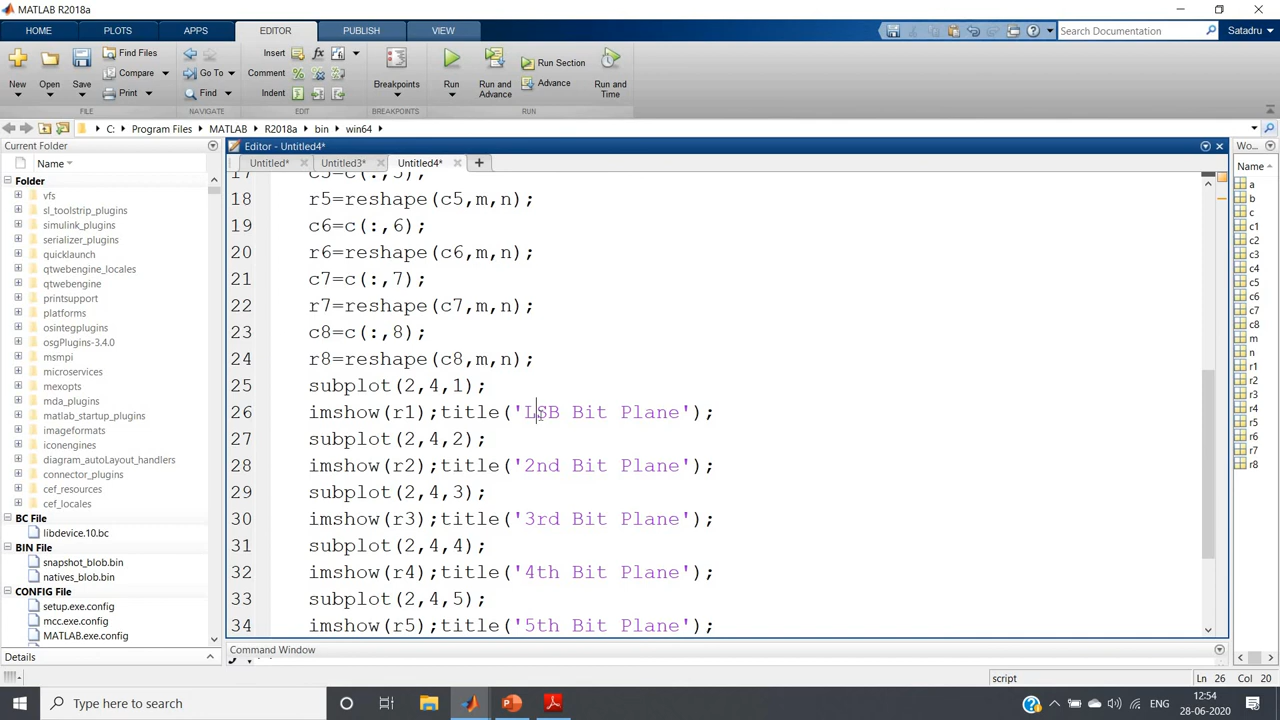 MATLAB R2018a
HOME PLOTS APPS EDITOR PUBLISH VIEW Search Documentation Satadru
New Open Save Find Files Compare Print Go To Find Insert fx Comment Indent Breakpoints Run Run and Advance Run Section Advance Run and Time
FILE NAVIGATE EDIT BREAKPOINTS RUN
C: Program Files MATLAB R2018a bin win64
Current Folder
Name
Folder
vfs
sl_toolstrip_plugins
simulink_plugins
serializer_plugins
quicklaunch
qtwebengine_locales
qtwebengine
printsupport
platforms
osintegplugins
osgPlugins-3.4.0
msmpi
microservices
mexopts
mda_plugins
matlab_startup_plugins
imageformats
iconengines
diagram_autoLayout_handlers
connector_plugins
cef_resources
cef_locales
BC File
libdevice.10.bc
BIN File
snapshot_blob.bin
natives_blob.bin
CONFIG File
setup.exe.config
mcc.exe.config
MATLAB.exe.config
Details
Editor - Untitled4*
Untitled* Untitled3* Untitled4*
17 c5=c(:,5);
18 r5=reshape(c5,m,n);
19 c6=c(:,6);
20 r6=reshape(c6,m,n);
21 c7=c(:,7);
22 r7=reshape(c7,m,n);
23 c8=c(:,8);
24 r8=reshape(c8,m,n);
25 subplot(2,4,1);
26 imshow(r1);title('LSB Bit Plane');
27 subplot(2,4,2);
28 imshow(r2);title('2nd Bit Plane');
29 subplot(2,4,3);
30 imshow(r3);title('3rd Bit Plane');
31 subplot(2,4,4);
32 imshow(r4);title('4th Bit Plane');
33 subplot(2,4,5);
34 imshow(r5);title('5th Bit Plane');
Command Window
Wo...
Name
a
b
c
c1
c2
c3
c4
c5
c6
c7
c8
m
n
r1
r2
r3
r4
r5
r6
r7
r8
script Ln 26 Col 20
Type here to search
ENG 12:54
28-06-2020